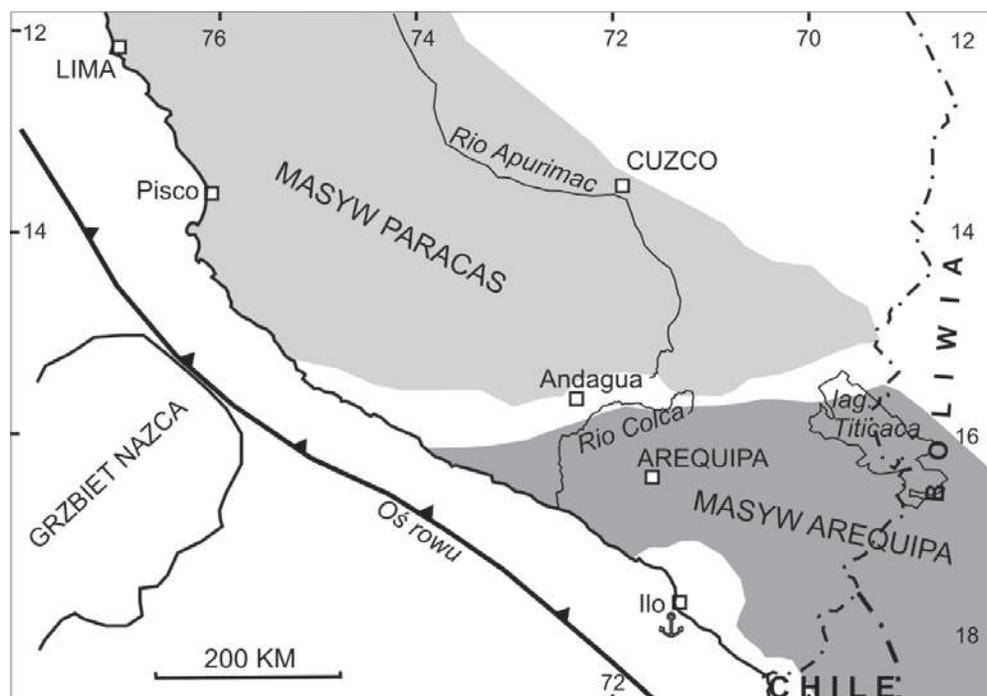 12
76
74
72
70
12
LIMA
Rio Apurimac
CUZCO
Pisco
MASYW PARACAS
14
14
BOLIWIA
Andagua
lag.
Titicaca
Rio Colca
16
GRZBIET NAZCA
AREQUIPA
MASYW AREQUIPA
Oś rowu
Ilo
18
200 KM
72
CHILE